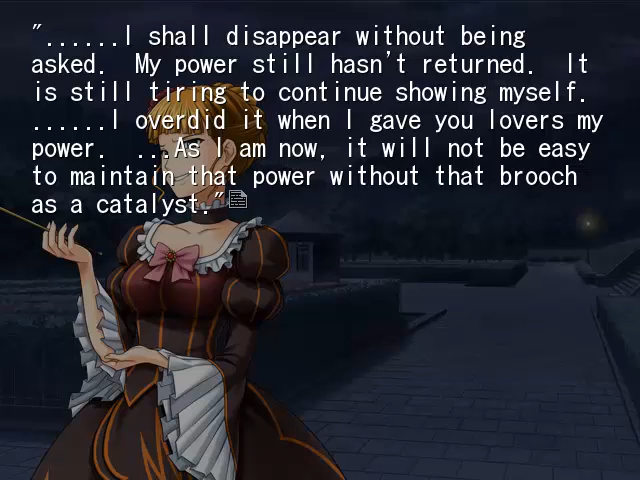 "......I shall disappear without being
asked.  My power still hasn't returned.  It
is still tiring to continue showing myself.
......I overdid it when I gave you lovers my
power.  ...As I am now, it will not be easy
to maintain that power without that brooch
as a catalyst."